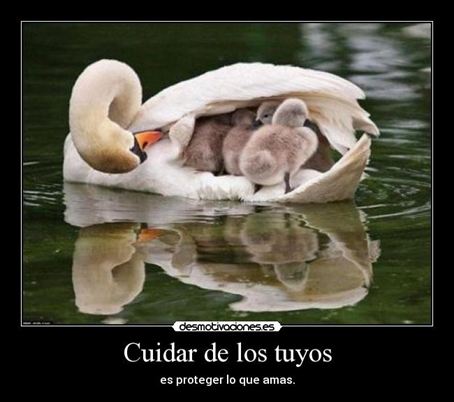 desmotivaciones.es
Cuidar de los tuyos
es proteger lo que amas.